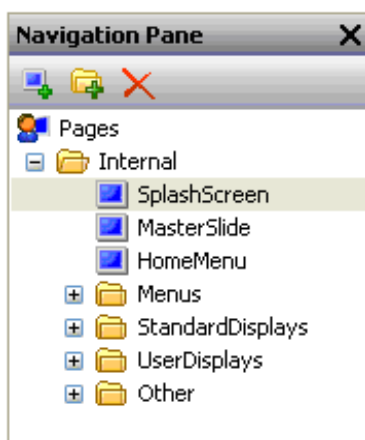 Navigation Pane
Pages
Internal
SplashScreen
MasterSlide
HomeMenu
Menus
StandardDisplays
UserDisplays
Other